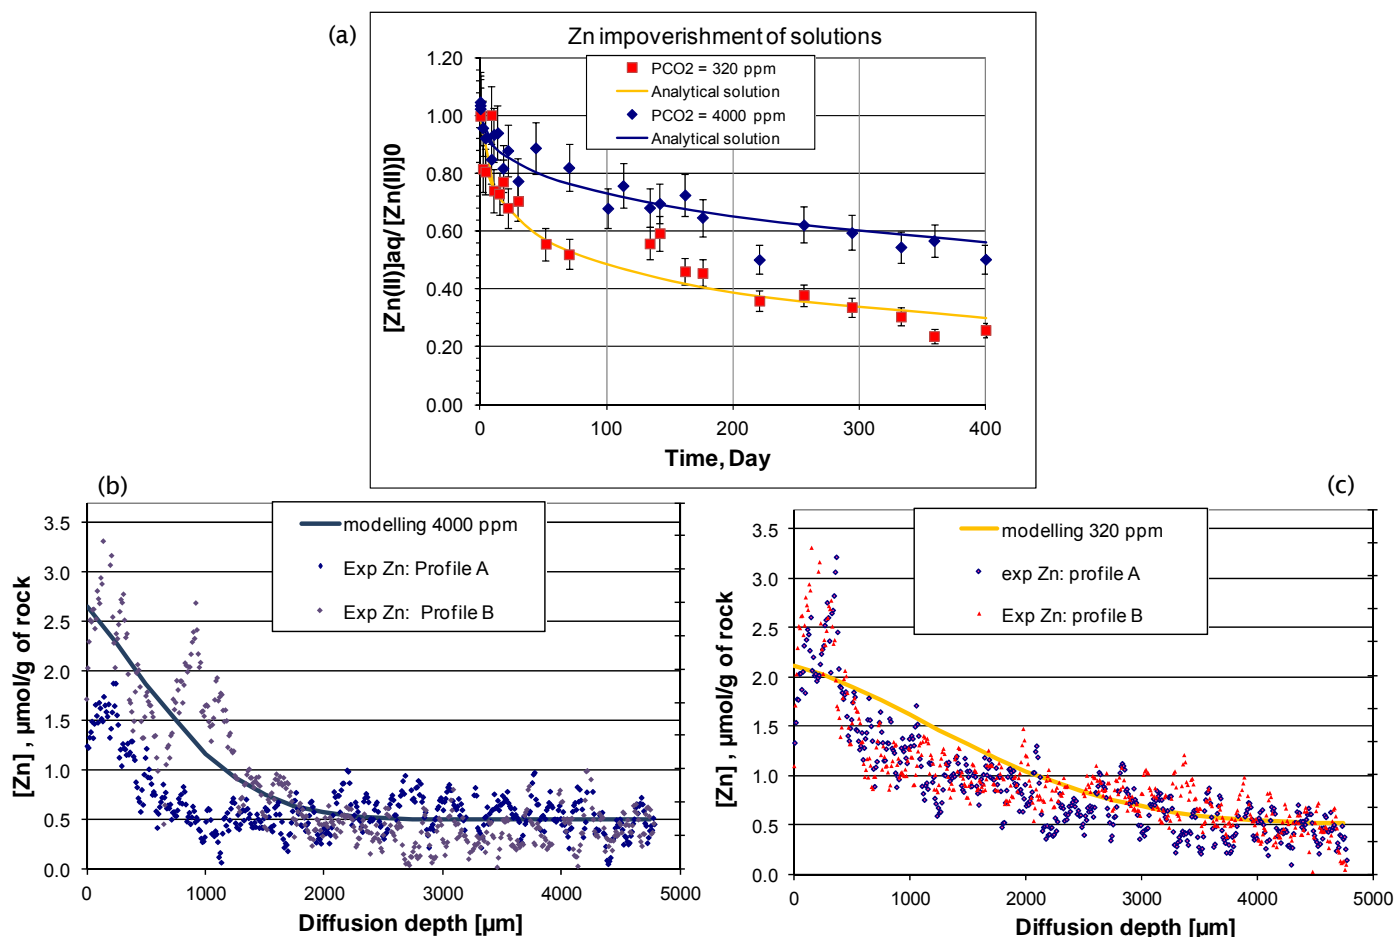 (a)
Zn impoverishment of solutions
PCO2 = 320 ppm
Analytical solution
PCO2 = 4000 ppm
Analytical solution
[Zn(II)]aq/ [Zn(II)]0
1.20
1.00
0.80
0.60
0.40
0.20
0.00
0 100 200 300 400
Time, Day
(b)
modelling 4000 ppm
Exp Zn: Profile A
Exp Zn: Profile B
[Zn] , µmol/g of rock
3.5
3.0
2.5
2.0
1.5
1.0
0.5
0.0
0 1000 2000 3000 4000 5000
Diffusion depth [µm]
(c)
modelling 320 ppm
exp Zn: profile A
Exp Zn: profile B
[Zn] , µmol/g of rock
3.5
3.0
2.5
2.0
1.5
1.0
0.5
0.0
0 1000 2000 3000 4000 5000
Diffusion depth [µm]